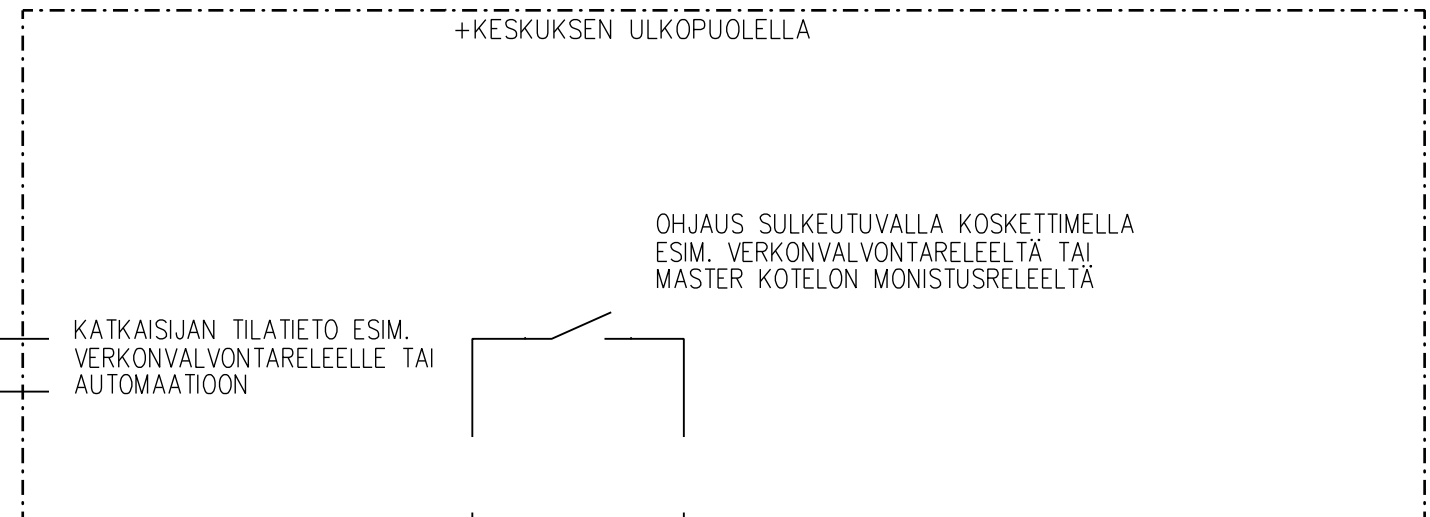 +KESKUKSEN ULKOPUOLELLA
OHJAUS SULKEUTUVALLA KOSKETTIMELLA
ESIM. VERKONVALVONTARELEELTÄ TAI
MASTER KOTELON MONISTUSRELEELTÄ
KATKAISIJAN TILATIETO ESIM.
VERKONVALVONTARELEELLE TAI
AUTOMAATIOON